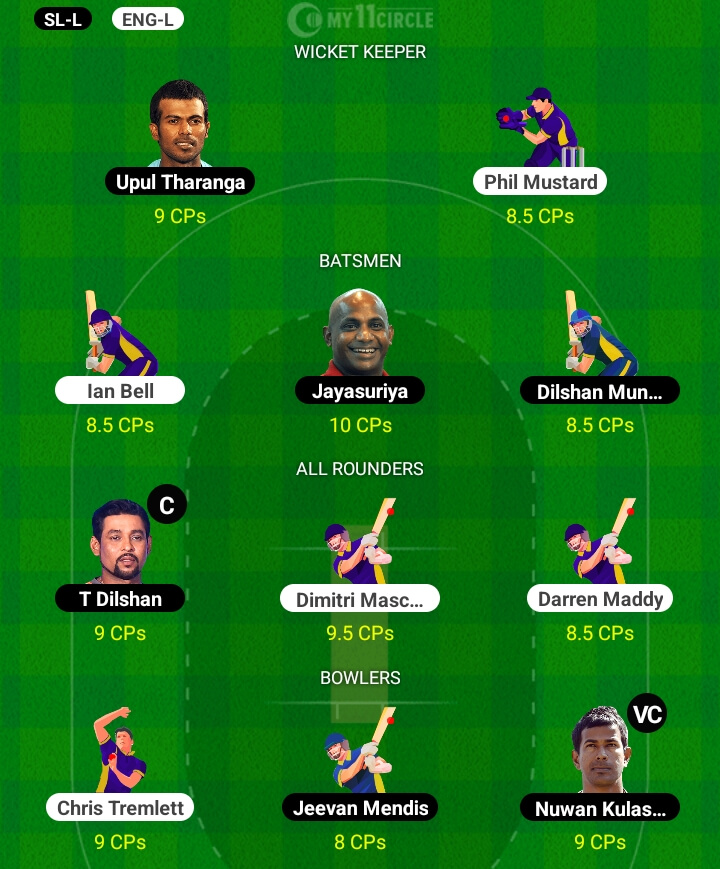 SL-L ENG-L MY11CIRCLE
WICKET KEEPER
Upul Tharanga Phil Mustard
9 CPs 8.5 CPs
BATSMEN
Ian Bell Jayasuriya Dilshan Mun...
8.5 CPs 10 CPs 8.5 CPs
ALL ROUNDERS
C
T Dilshan Dimitri Masc... Darren Maddy
9 CPs 9.5 CPs 8.5 CPs
BOWLERS
VC
Chris Tremlett Jeevan Mendis Nuwan Kulas...
9 CPs 8 CPs 9 CPs